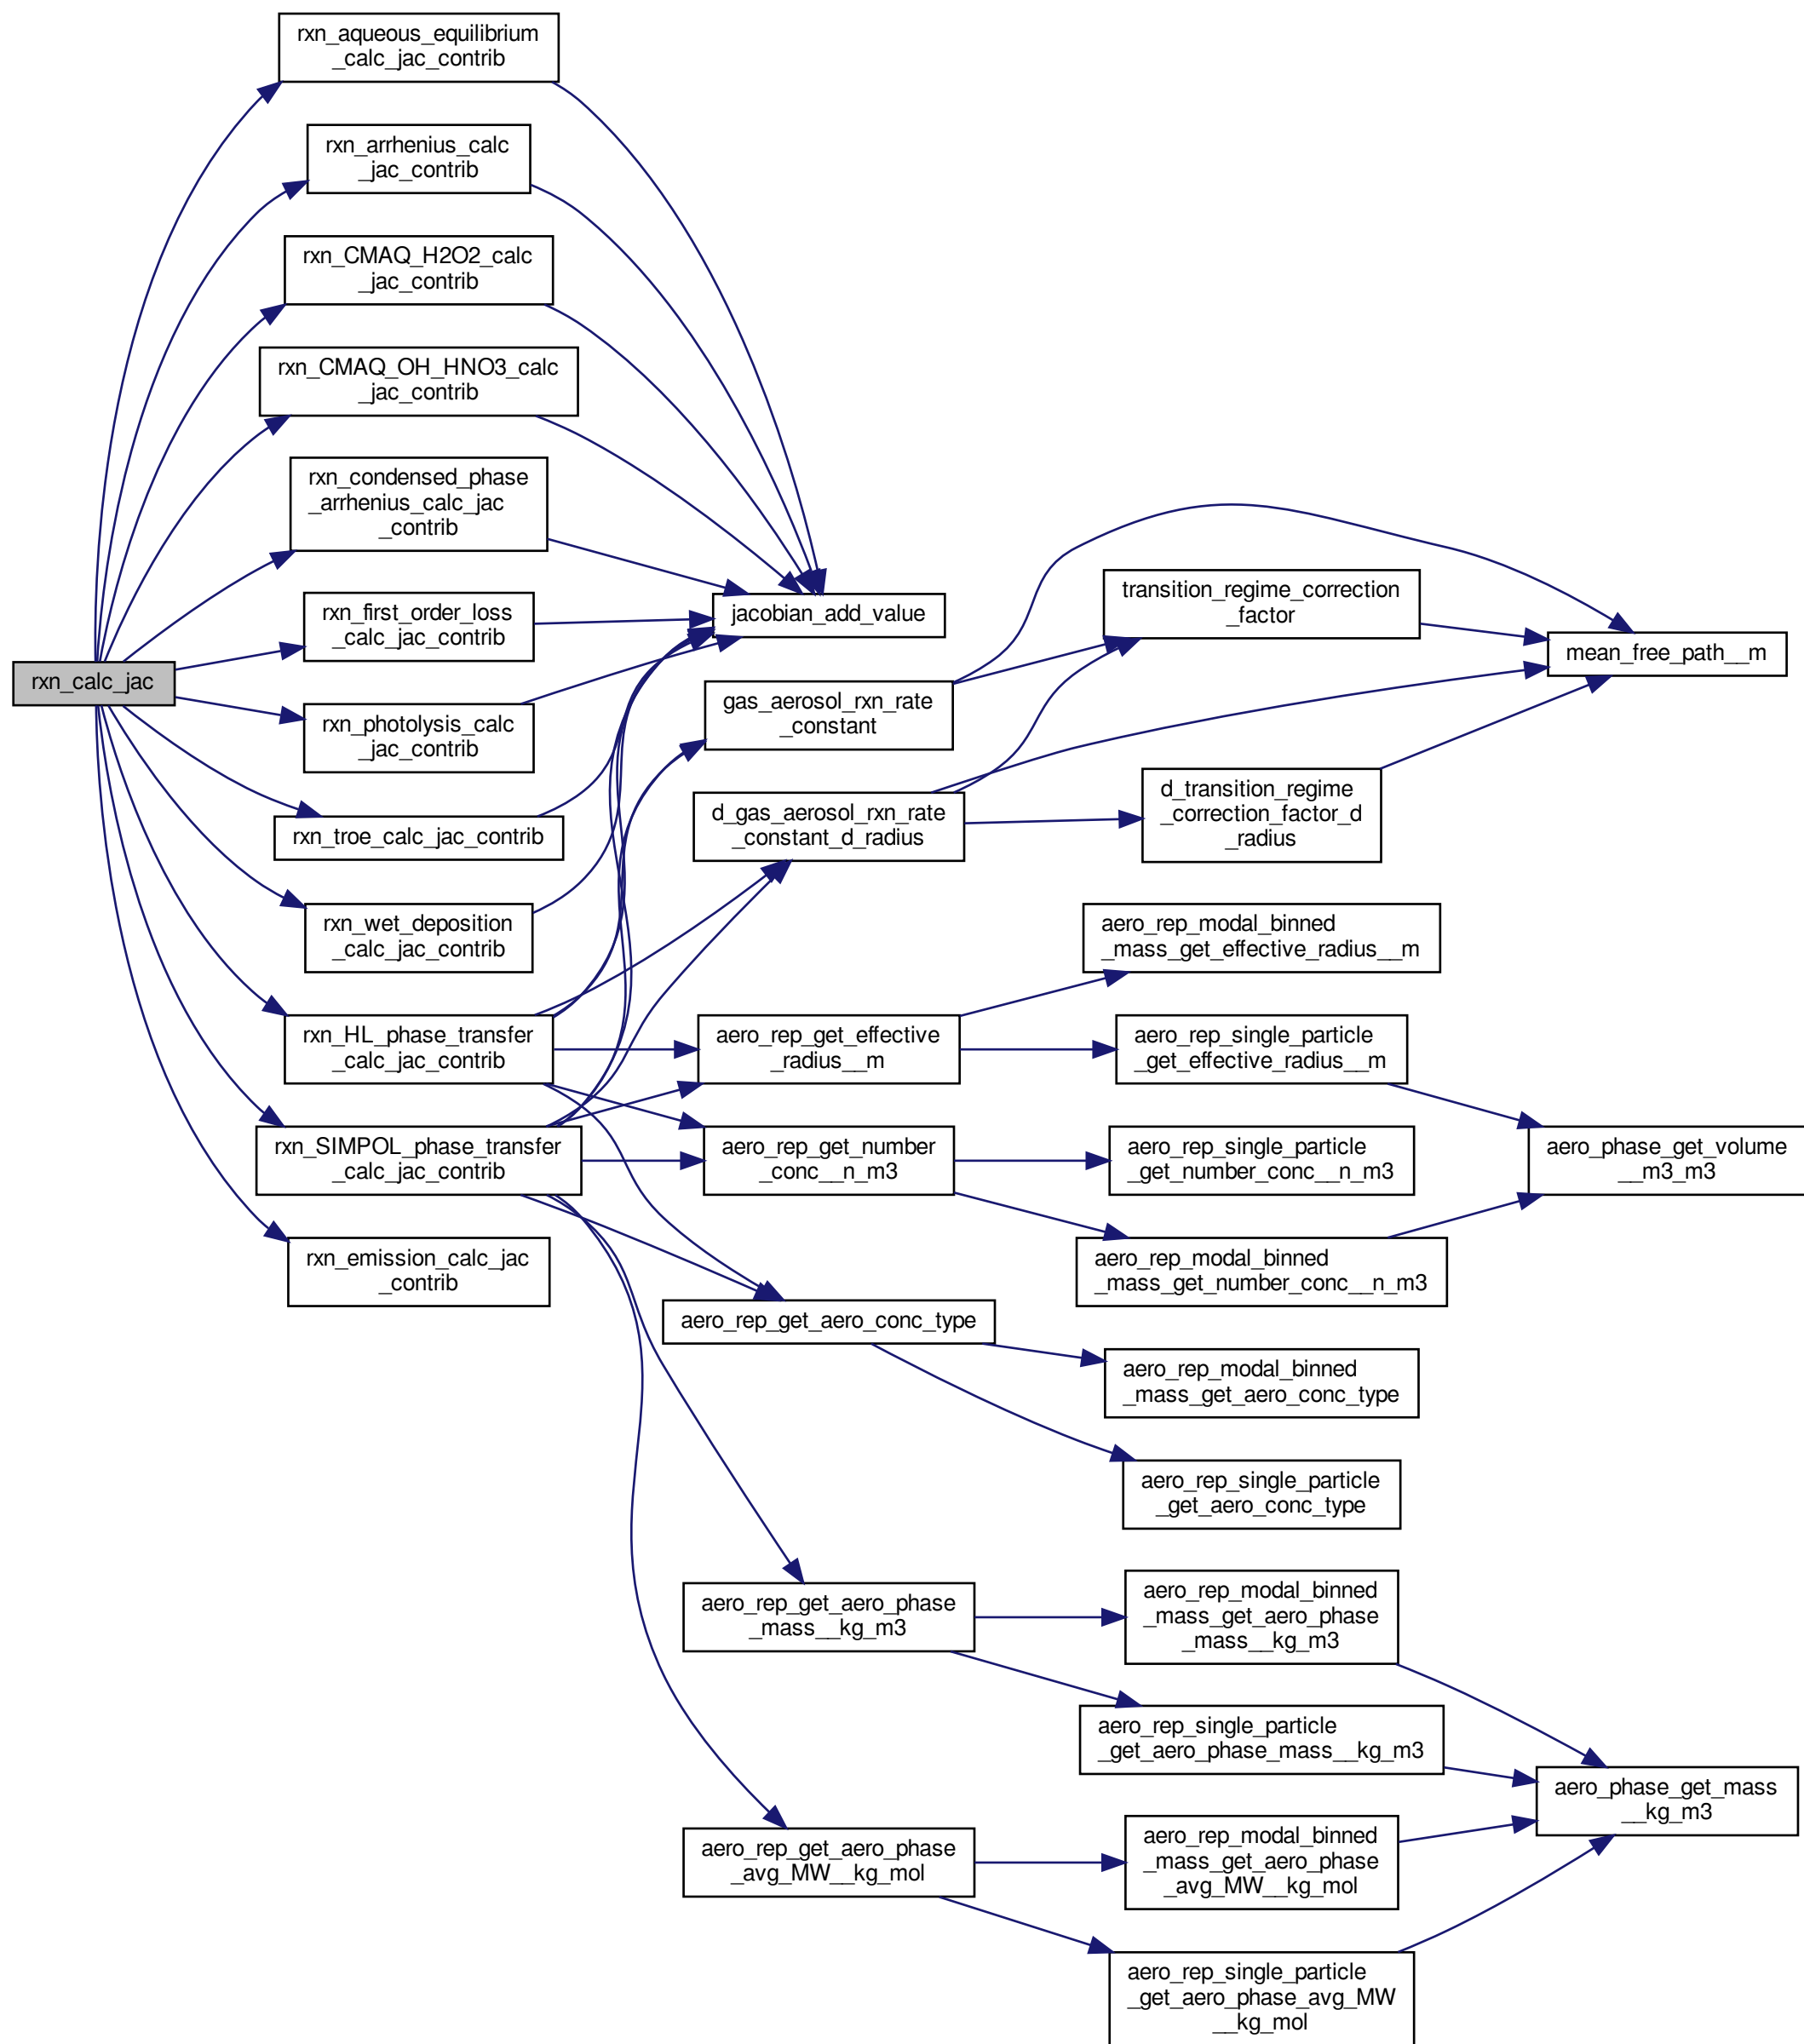 rxn_calc_jac
rxn_aqueous_equilibrium
_calc_jac_contrib
rxn_arrhenius_calc
_jac_contrib
rxn_CMAQ_H2O2_calc
_jac_contrib
rxn_CMAQ_OH_HNO3_calc
_jac_contrib
rxn_condensed_phase
_arrhenius_calc_jac
_contrib
rxn_first_order_loss
_calc_jac_contrib
rxn_photolysis_calc
_jac_contrib
rxn_troe_calc_jac_contrib
rxn_wet_deposition
_calc_jac_contrib
rxn_HL_phase_transfer
_calc_jac_contrib
rxn_SIMPOL_phase_transfer
_calc_jac_contrib
rxn_emission_calc_jac
_contrib
jacobian_add_value
gas_aerosol_rxn_rate
_constant
d_gas_aerosol_rxn_rate
_constant_d_radius
aero_rep_get_effective
_radius__m
aero_rep_get_number
_conc__n_m3
aero_rep_get_aero_conc_type
aero_rep_get_aero_phase
_mass__kg_m3
aero_rep_get_aero_phase
_avg_MW__kg_mol
transition_regime_correction
_factor
d_transition_regime
_correction_factor_d
_radius
aero_rep_modal_binned
_mass_get_effective_radius__m
aero_rep_single_particle
_get_effective_radius__m
aero_rep_single_particle
_get_number_conc__n_m3
aero_rep_modal_binned
_mass_get_number_conc__n_m3
aero_rep_modal_binned
_mass_get_aero_conc_type
aero_rep_single_particle
_get_aero_conc_type
aero_rep_modal_binned
_mass_get_aero_phase
_mass__kg_m3
aero_rep_single_particle
_get_aero_phase_mass__kg_m3
aero_rep_modal_binned
_mass_get_aero_phase
_avg_MW__kg_mol
aero_rep_single_particle
_get_aero_phase_avg_MW
__kg_mol
mean_free_path__m
aero_phase_get_volume
__m3_m3
aero_phase_get_mass
__kg_m3